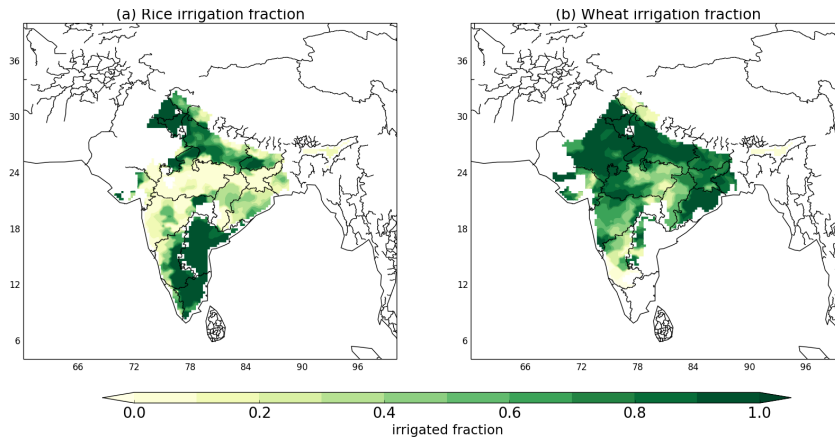 (a) Rice irrigation fraction
(b) Wheat irrigation fraction
36
30
24
18
12
6
66 72 78 84 90 96
36
30
24
18
12
6
66 72 78 84 90 96
0.0 0.2 0.4 0.6 0.8 1.0
irrigated fraction